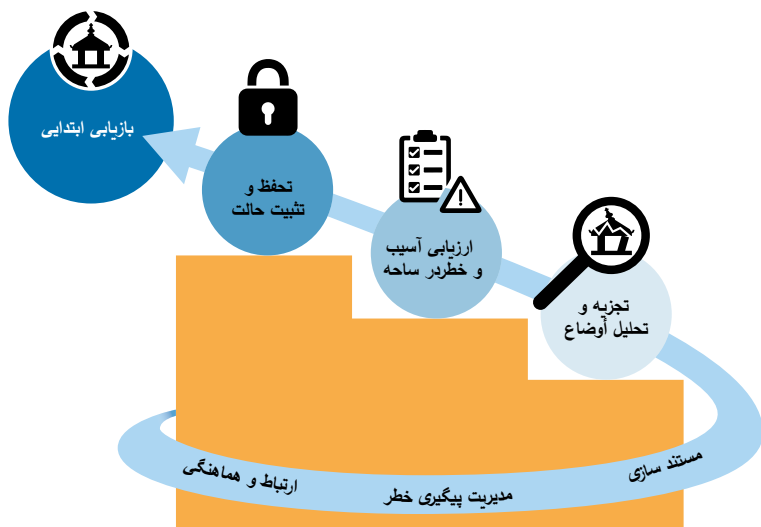 بازیابی ابتدایی
تحفظ و
تثبیت حالت
ارزیابی آسیب
و خطردر ساحه
تجزیه و
تحلیل أوضاع
مستند سازی
مدیریت پیگیری خطر
ارتباط و هماهنگی